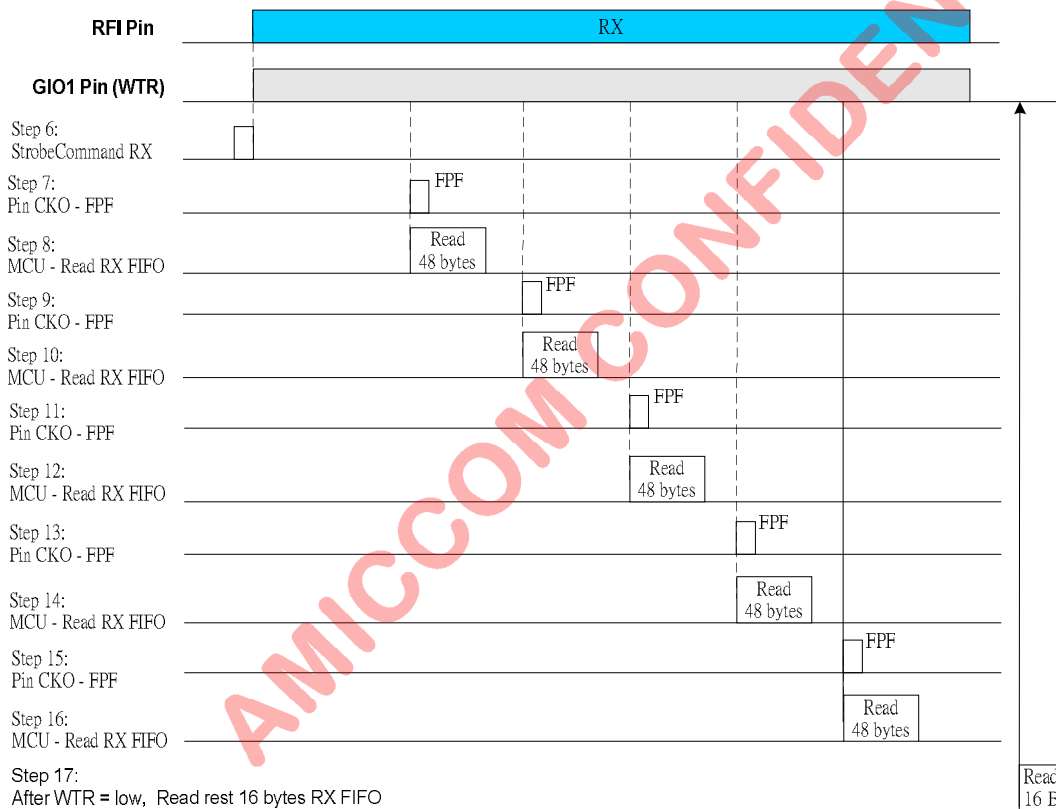 RFI Pin
RX
GIO1 Pin (WTR)
Step 6:
StrobeCommand RX
Step 7:
Pin CKO - FPF
FPF
Step 8:
MCU - Read RX FIFO
Read
48 bytes
Step 9:
Pin CKO - FPF
FPF
Step 10:
MCU - Read RX FIFO
Read
48 bytes
Step 11:
Pin CKO - FPF
FPF
Step 12:
MCU - Read RX FIFO
Read
48 bytes
Step 13:
Pin CKO - FPF
FPF
Step 14:
MCU - Read RX FIFO
Read
48 bytes
Step 15:
Pin CKO - FPF
FPF
Step 16:
MCU - Read RX FIFO
Read
48 bytes
Step 17:
After WTR = low, Read rest 16 bytes RX FIFO
Read
16 B
AMICCOM CONFIDEN